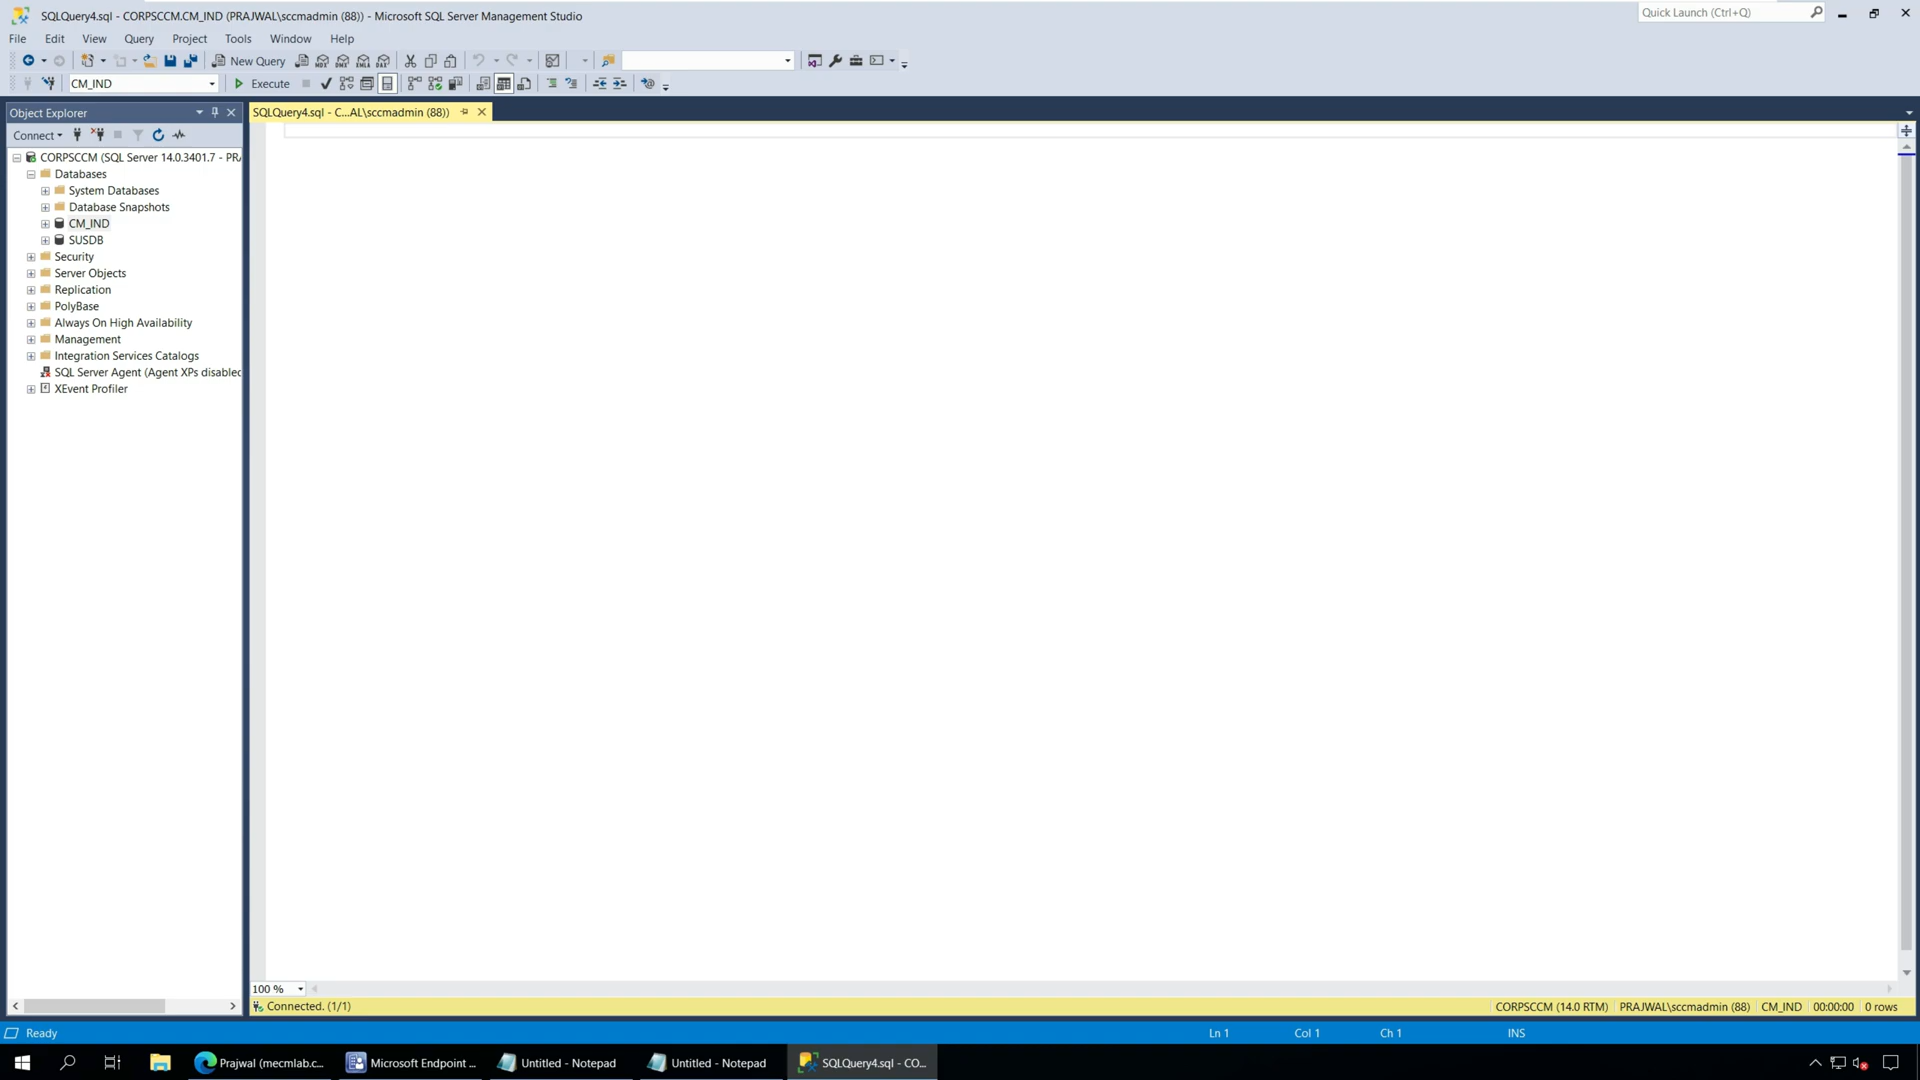 SQLQuery4.sql - CORPSCCM.CM_IND (PRAJWAL\sccmadmin (88)) - Microsoft SQL Server Management Studio
Quick Launch (Ctrl+Q)
File Edit View Query Project Tools Window Help
New Query
CM_IND Execute
Object Explorer
SQLQuery4.sql - C...AL\sccmadmin (88))
Connect
CORPSCCM (SQL Server 14.0.3401.7 - PRA
Databases
System Databases
Database Snapshots
CM_IND
SUSDB
Security
Server Objects
Replication
PolyBase
Always On High Availability
Management
Integration Services Catalogs
SQL Server Agent (Agent XPs disabled
XEvent Profiler
100 %
Connected. (1/1)
CORPSCCM (14.0 RTM) PRAJWAL\sccmadmin (88) CM_IND 00:00:00 0 rows
Ready Ln 1 Col 1 Ch 1 INS
Prajwal (mecmlab.c... Microsoft Endpoint ... Untitled - Notepad Untitled - Notepad SQLQuery4.sql - CO...